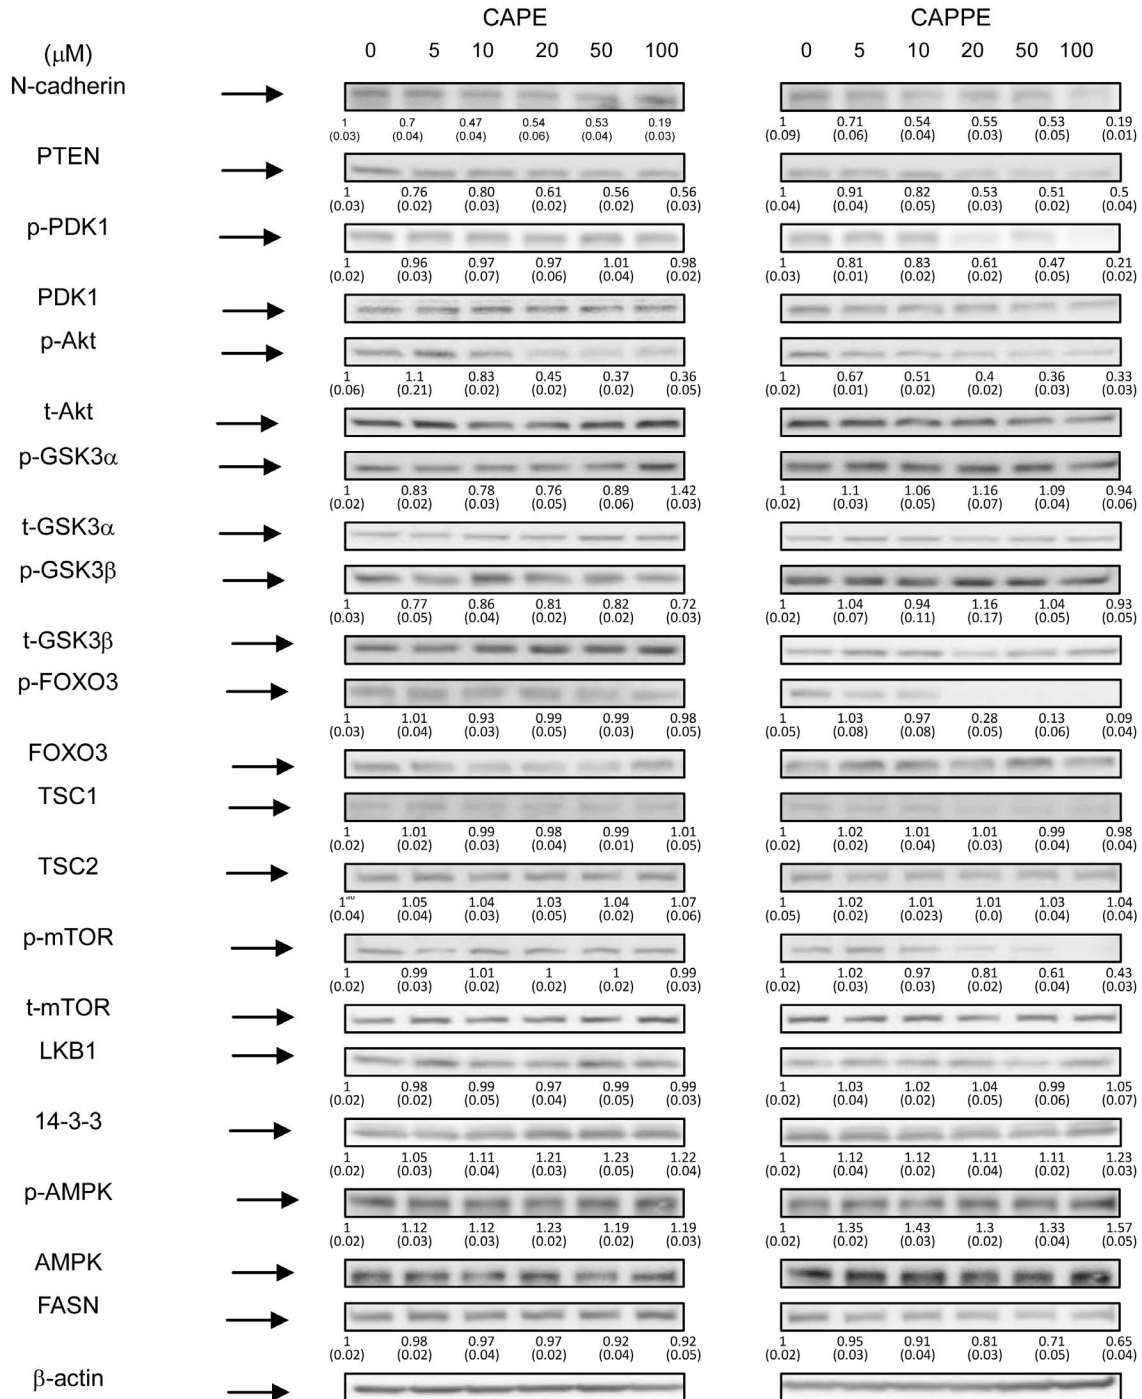 CAPE CAPPE
(μM) 0 5 10 20 50 100 0 5 10 20 50 100
N-cadherin
1 0.7 0.47 0.54 0.53 0.19 1 0.71 0.54 0.55 0.53 0.19
(0.03) (0.04) (0.04) (0.06) (0.04) (0.03) (0.09) (0.06) (0.04) (0.03) (0.05) (0.01)
PTEN
1 0.76 0.80 0.61 0.56 0.56 1 0.91 0.82 0.53 0.51 0.5
(0.03) (0.02) (0.03) (0.02) (0.02) (0.03) (0.04) (0.04) (0.05) (0.03) (0.02) (0.04)
p-PDK1
1 0.96 0.97 0.97 1.01 0.98 1 0.81 0.83 0.61 0.47 0.21
(0.02) (0.03) (0.07) (0.06) (0.04) (0.02) (0.03) (0.01) (0.02) (0.02) (0.05) (0.02)
PDK1
p-Akt
1 1.1 0.83 0.45 0.37 0.36 1 0.67 0.51 0.4 0.36 0.33
(0.06) (0.21) (0.02) (0.02) (0.02) (0.05) (0.02) (0.01) (0.02) (0.02) (0.03) (0.03)
t-Akt
p-GSK3α
1 0.83 0.78 0.76 0.89 1.42 1 1.1 1.06 1.16 1.09 0.94
(0.02) (0.02) (0.03) (0.05) (0.06) (0.03) (0.02) (0.03) (0.05) (0.07) (0.04) (0.06)
t-GSK3α
p-GSK3β
1 0.77 0.86 0.81 0.82 0.72 1 1.04 0.94 1.16 1.04 0.93
(0.03) (0.05) (0.04) (0.02) (0.02) (0.03) (0.02) (0.07) (0.11) (0.17) (0.05) (0.05)
t-GSK3β
p-FOXO3
1 1.01 0.93 0.99 0.99 0.98 1 1.03 0.97 0.28 0.13 0.09
(0.03) (0.04) (0.03) (0.05) (0.03) (0.05) (0.05) (0.08) (0.08) (0.05) (0.06) (0.04)
FOXO3
TSC1
1 1.01 0.99 0.98 0.99 1.01 1 1.02 1.01 1.01 0.99 0.98
(0.02) (0.02) (0.03) (0.04) (0.01) (0.05) (0.02) (0.02) (0.04) (0.03) (0.04) (0.04)
TSC2
1 1.05 1.04 1.03 1.04 1.07 1 1.02 1.01 1.01 1.03 1.04
(0.04) (0.04) (0.03) (0.05) (0.02) (0.06) (0.05) (0.02) (0.023) (0.0) (0.04) (0.04)
p-mTOR
1 0.99 1.01 1 1 0.99 1 1.02 0.97 0.81 0.61 0.43
(0.02) (0.03) (0.03) (0.02) (0.02) (0.03) (0.02) (0.03) (0.03) (0.02) (0.04) (0.03)
t-mTOR
LKB1
1 0.98 0.99 0.97 0.99 0.99 1 1.03 1.02 1.04 0.99 1.05
(0.02) (0.02) (0.05) (0.04) (0.05) (0.03) (0.02) (0.04) (0.02) (0.05) (0.06) (0.07)
14-3-3
1 1.05 1.11 1.21 1.23 1.22 1 1.12 1.12 1.11 1.11 1.23
(0.02) (0.03) (0.04) (0.03) (0.05) (0.04) (0.02) (0.04) (0.02) (0.04) (0.02) (0.03)
p-AMPK
1 1.12 1.12 1.23 1.19 1.19 1 1.35 1.43 1.3 1.33 1.57
(0.02) (0.03) (0.03) (0.02) (0.02) (0.03) (0.02) (0.02) (0.03) (0.02) (0.04) (0.05)
AMPK
FASN
1 0.98 0.97 0.97 0.92 0.92 1 0.95 0.91 0.81 0.71 0.65
(0.02) (0.02) (0.04) (0.02) (0.04) (0.05) (0.02) (0.03) (0.04) (0.02) (0.05) (0.04)
β-actin